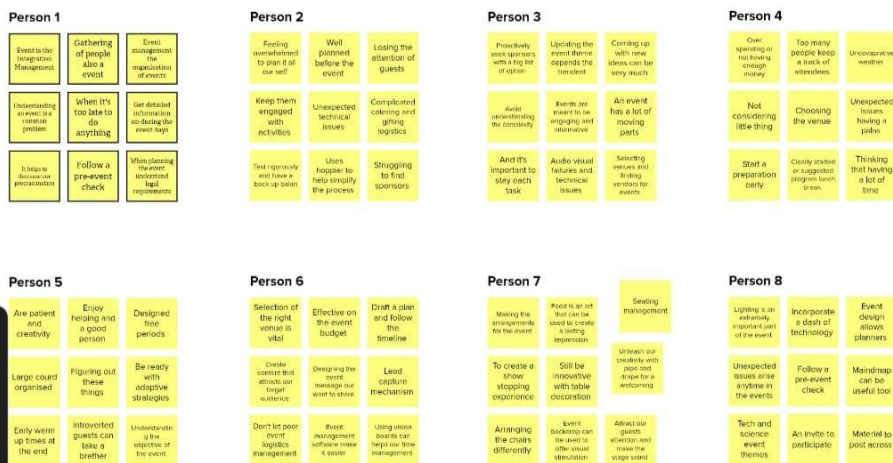 Person 1
Event is the
Integration
Management
Gathering
of people
also a
event
Event
management
the
organization
of events
Understanding
an event is a
common
problem
When it's
too late to
do
anything
Get detailed
information
on during the
event days
It helps to
decrease our
procrastination
Follow a
pre-event
check
When planning
the event
understand
legal
requirements
Person 2
Feeling
overwhelmed
to plan it all
our self
Well
planned
before the
event
Losing the
attention of
guests
Keep them
engaged
with
activities
Unexpected
technical
issues
Complicated
catering and
gifting
logistics
Test rigorously
and have a
back up balan
Uses
hoppier to
help simplify
the process
Struggling
to find
sponsors
Person 3
Proactively
seek sponsors
with a big list
of option
Updating the
event theme
depends the
trendent
Coming up
with new
ideas can be
very much
Avoid
understimating
the complexity
Events are
meant to be
engaging and
informative
An event
has a lot of
moving
parts
And it's
important to
stay each
task
Audio visual
failures and
technical
issues
Selecting
venues and
finding
vendors for
events
Person 4
Over
spending or
not having
enough
money
Too many
people keep
a track of
attendees
weather
Not
considering
little thing
Choosing
the venue
Unexpected
issues
having a
palns
Start a
preparation
early
Clearly started
or suggested
program lunch
break
Thinking
that having
a lot of
time
Person 5
Are patient
and
creativity
Enjoy
helping and
a good
person
Designed
free
periods
Large courd
organised
Figuring out
these
things
Be ready
with
adaptive
strategies
Early warm
up times at
the end
Introverted
guests can
take a
brether
Understandin
g the
objective of
the event
Person 6
Selection of
the right
venue is
vital
Effective on
the event
budget
Draft a plan
and follow
the
timeline
Create
content that
attracts our
target
audience
Designing the
event
message our
want to share
Lead
capture
mechanism
Don't let poor
event
logistics
management
Event
management
software make
it easier
Using vision
boards can
helps our time
management
Person 7
Making the
arrangements
for the event
Food is an art
that can be
used to create
a lasting
impression
Seating
management
To create a
show
stopping
experience
Still be
innovative
with table
decoration
Unleash our
creativity with
pipe and
drape for a
welcoming
Arranging
the chairs
differently
Event
backdrop can
be used to
offer visual
stimulation
Attract our
guests
attention and
make the
stage sotnd
Person 8
Lighting is an
extremely
important part
of the event
Incorporate
a dash of
technology
Event
design
allows
planners
Unexpected
issues arise
anytime in
the events
Follow a
pre-event
check
Maindmap
can be
useful tool
Tech and
science
event
themos
An invite to
participate
Material to
post across